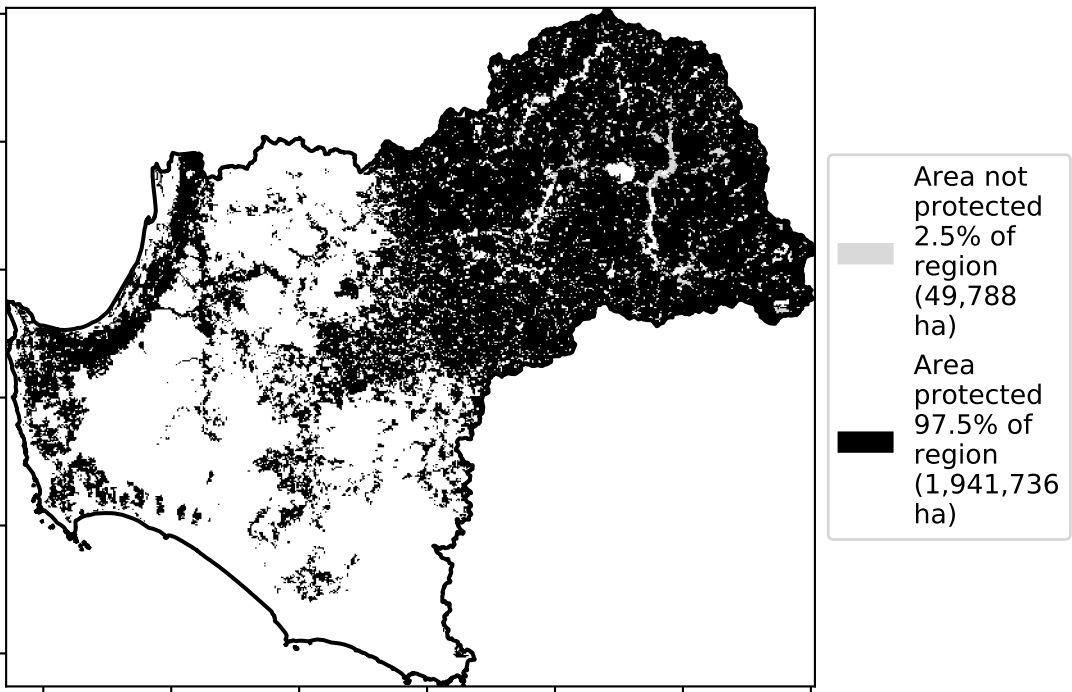 Area not
protected
2.5% of
region
(49,788
ha)
Area
protected
97.5% of
region
(1,941,736
ha)